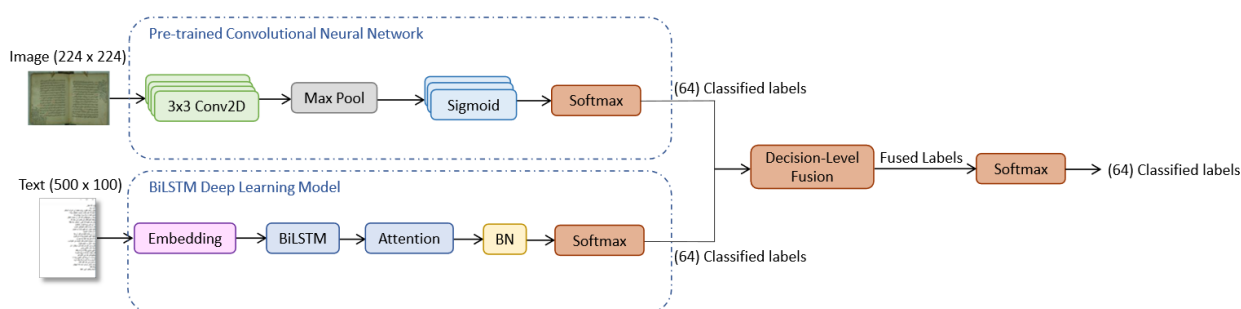 Pre-trained Convolutional Neural Network
Image (224 x 224)
3x3 Conv2D
Max Pool
Sigmoid
Softmax
(64) Classified labels
Decision-Level
Fusion
Fused Labels
Softmax
(64) Classified labels
Text (500 x 100)
BiLSTM Deep Learning Model
Embedding
BiLSTM
Attention
BN
Softmax
(64) Classified labels